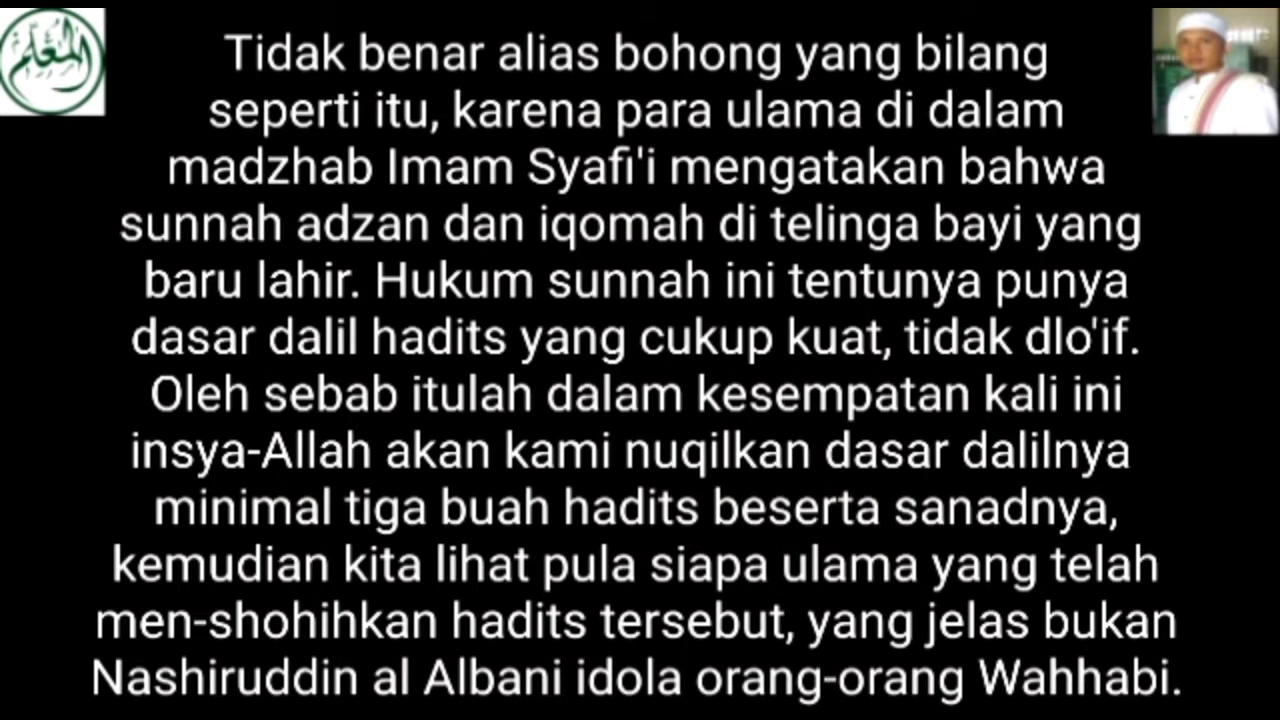 المعلم
Tidak benar alias bohong yang bilang
seperti itu, karena para ulama di dalam
madzhab Imam Syafi'i mengatakan bahwa
sunnah adzan dan iqomah di telinga bayi yang
baru lahir. Hukum sunnah ini tentunya punya
dasar dalil hadits yang cukup kuat, tidak dlo'if.
Oleh sebab itulah dalam kesempatan kali ini
insya-Allah akan kami nuqilkan dasar dalilnya
minimal tiga buah hadits beserta sanadnya,
kemudian kita lihat pula siapa ulama yang telah
men-shohihkan hadits tersebut, yang jelas bukan
Nashiruddin al Albani idola orang-orang Wahhabi.